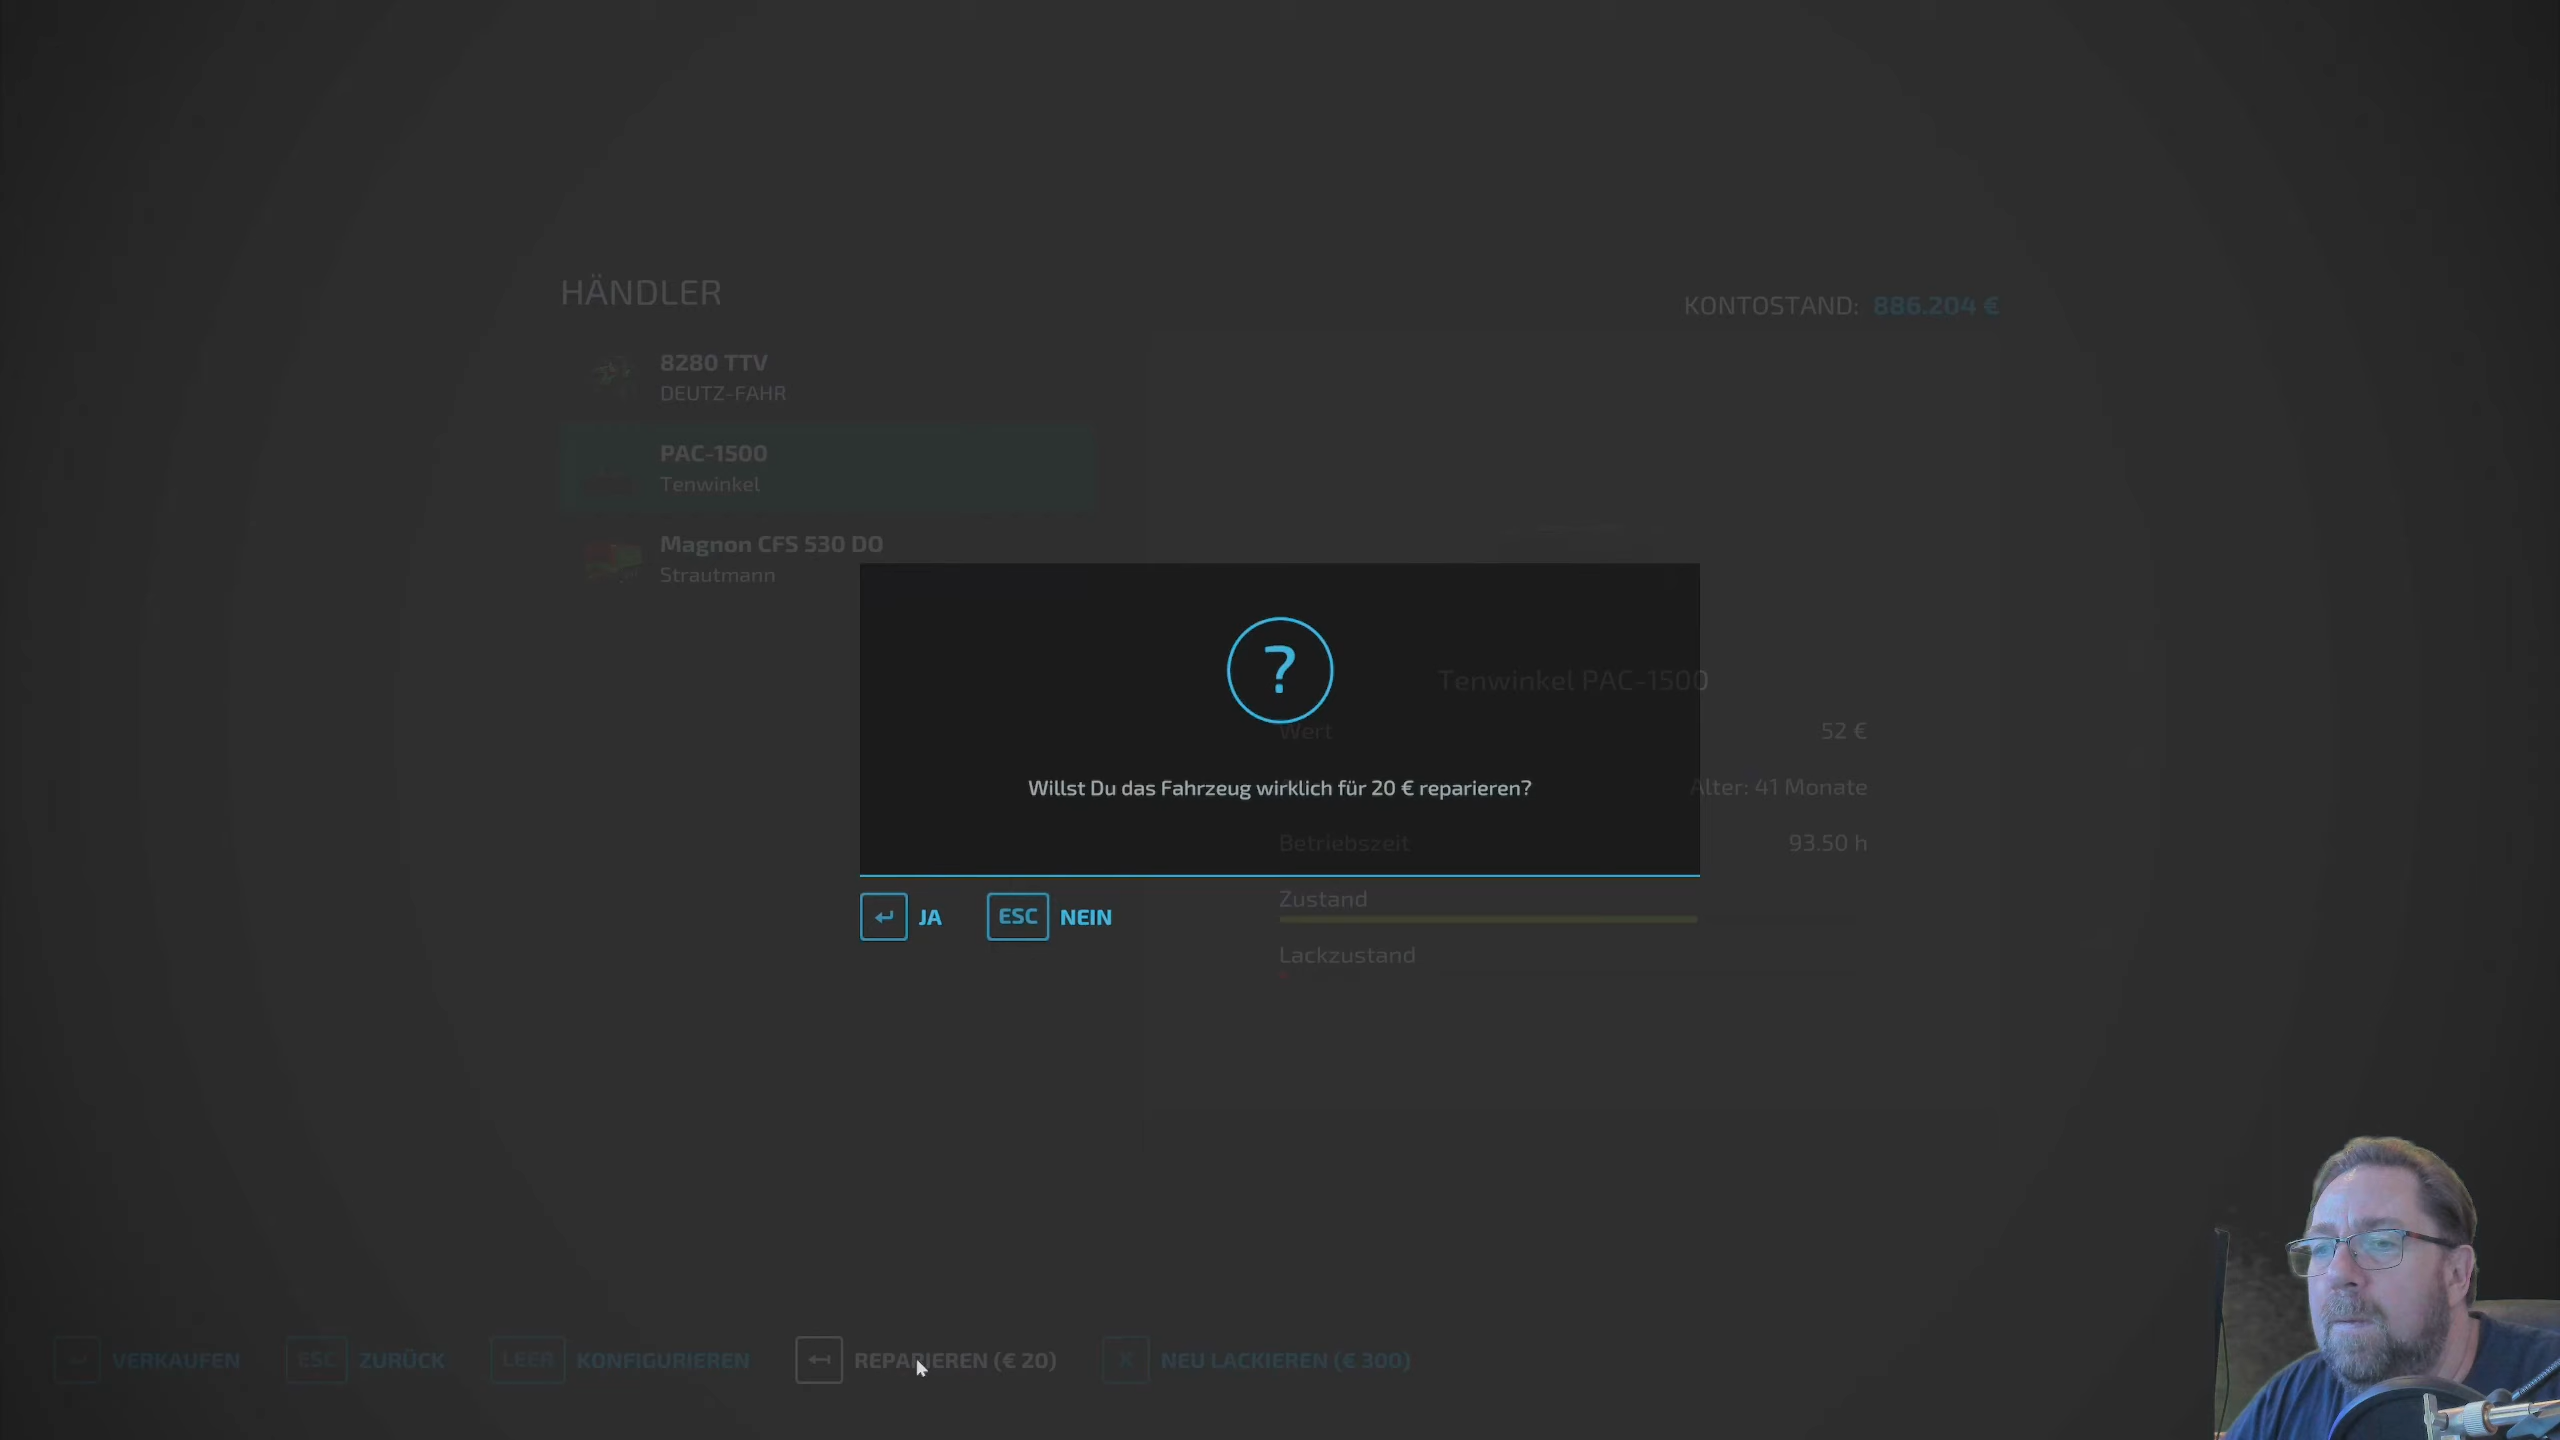 HÄNDLER
KONTOSTAND: 886.204 €
8280 TTV
DEUTZ-FAHR
PAC-1500
Tenwinkel
Magnon CFS 530 DO
Strautmann
?
Tenwinkel PAC-1500
Wert 52 €
Willst Du das Fahrzeug wirklich für 20 € reparieren?
Alter: 41 Monate
Betriebszeit 93.50 h
Zustand
Lackzustand
JA ESC NEIN
VERKAUFEN ESC ZURÜCK LEER KONFIGURIEREN REPARIEREN (€ 20) X NEU LACKIEREN (€ 300)